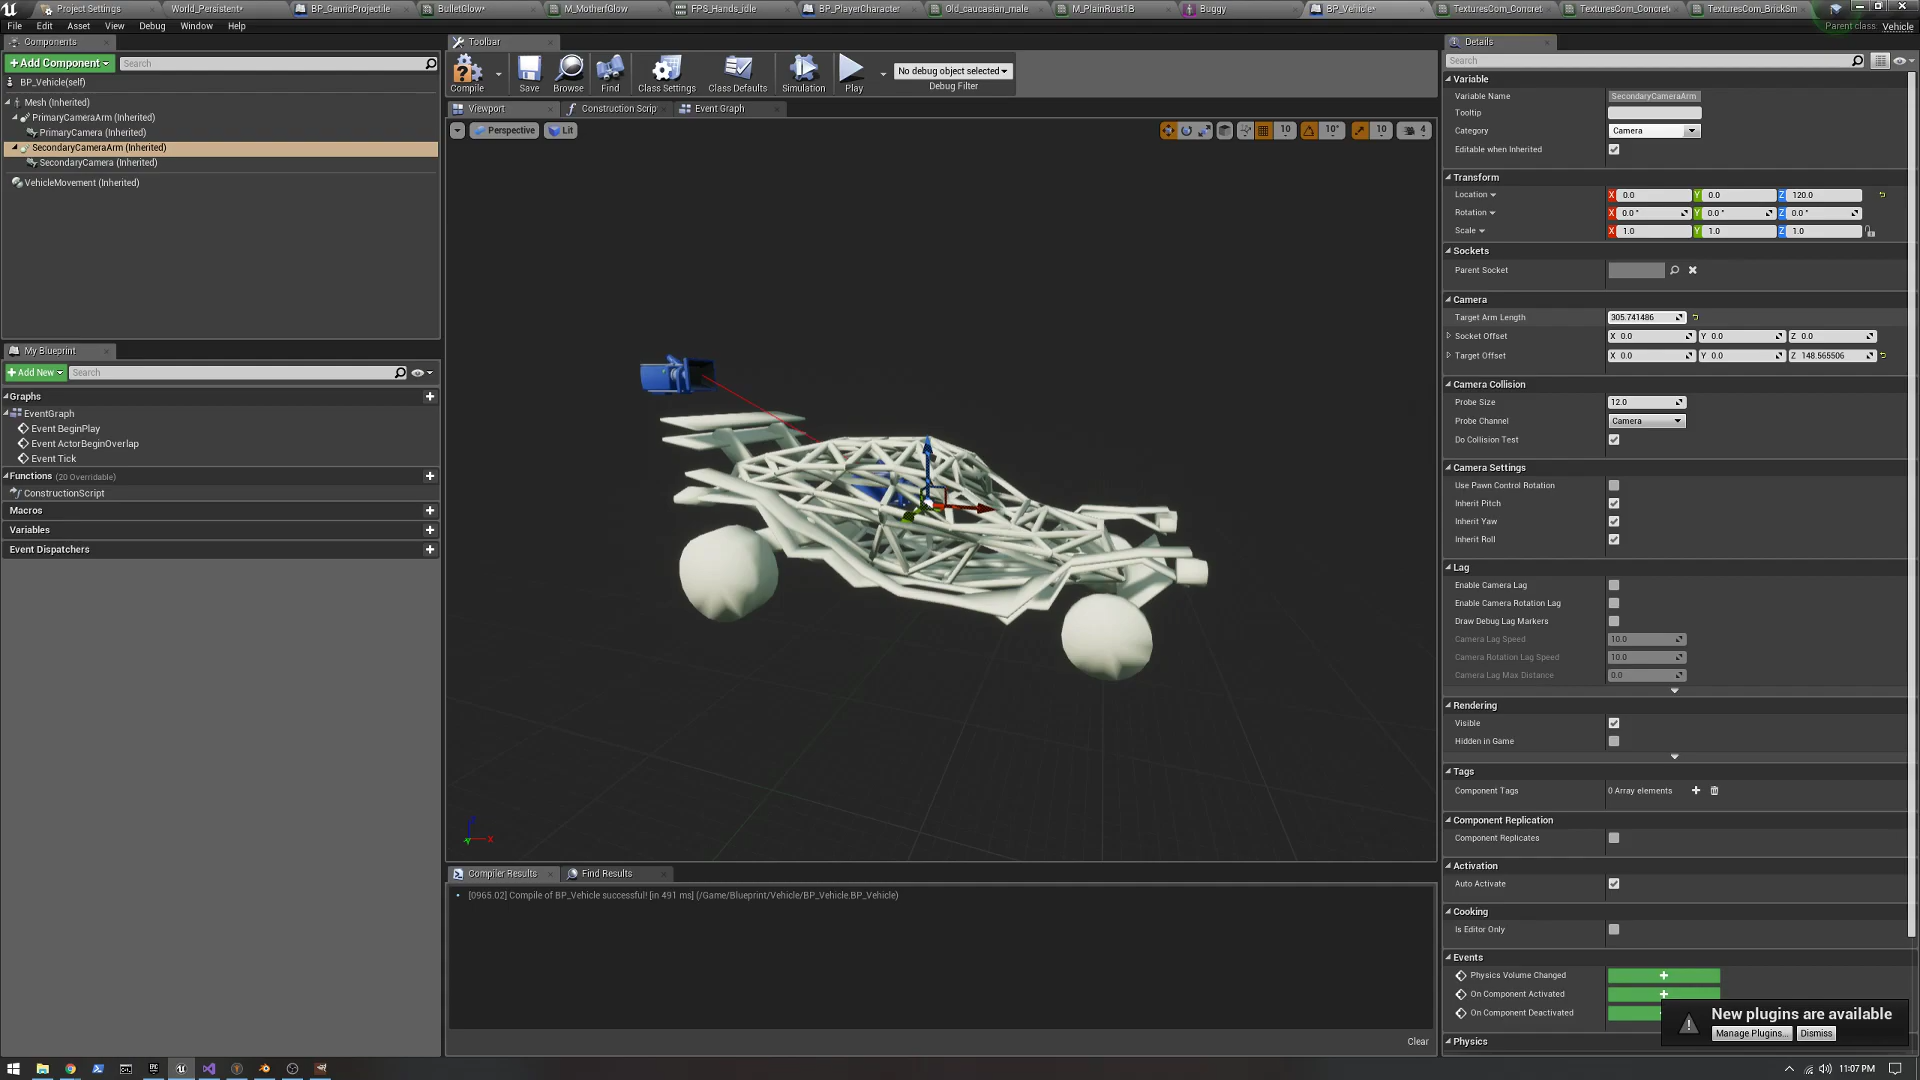 Project Settings
World_Persistent*
BP_GenricProjectile
BulletGlow*
M_MotherfGlow
FPS_Hands_idle
BP_PlayerCharacter
Old_caucasian_male
M_PlainRust1B
Buggy
BP_Vehicle*
TexturesCom_Concret
TexturesCom_Concret
TexturesCom_BrickSm
File
Edit
Asset
View
Debug
Window
Help
Parent class: Vehicle
Components
+Add Component
Search
BP_Vehicle(self)
Mesh (Inherited)
PrimaryCameraArm (Inherited)
PrimaryCamera (Inherited)
SecondaryCameraArm (Inherited)
SecondaryCamera (Inherited)
VehicleMovement (Inherited)
My Blueprint
+Add New
Search
Graphs
EventGraph
Event BeginPlay
Event ActorBeginOverlap
Event Tick
Functions (20 Overridable)
ConstructionScript
Macros
Variables
Event Dispatchers
Toolbar
Compile
Save
Browse
Find
Class Settings
Class Defaults
Simulation
Play
No debug object selected
Debug Filter
Viewport
Construction Scrip
Event Graph
Perspective
Lit
10
10°
10
4
Z
X
Y
Compiler Results
Find Results
[0965.02] Compile of BP_Vehicle successful! [in 491 ms] (/Game/Blueprint/Vehicle/BP_Vehicle.BP_Vehicle)
Clear
Details
Search
Variable
Variable Name SecondaryCameraArm
Tooltip
Category Camera
Editable when Inherited
Transform
Location X 0.0 Y 0.0 Z 120.0
Rotation X 0.0 ° Y 0.0 ° Z 0.0 °
Scale X 1.0 Y 1.0 Z 1.0
Sockets
Parent Socket
Camera
Target Arm Length 305.741486
Socket Offset X 0.0 Y 0.0 Z 0.0
Target Offset X 0.0 Y 0.0 Z 148.565506
Camera Collision
Probe Size 12.0
Probe Channel Camera
Do Collision Test
Camera Settings
Use Pawn Control Rotation
Inherit Pitch
Inherit Yaw
Inherit Roll
Lag
Enable Camera Lag
Enable Camera Rotation Lag
Draw Debug Lag Markers
Camera Lag Speed 10.0
Camera Rotation Lag Speed 10.0
Camera Lag Max Distance 0.0
Rendering
Visible
Hidden in Game
Tags
Component Tags 0 Array elements
Component Replication
Component Replicates
Activation
Auto Activate
Cooking
Is Editor Only
Events
Physics Volume Changed
On Component Activated
On Component Deactivated
Physics
New plugins are available
Manage Plugins...
Dismiss
11:07 PM